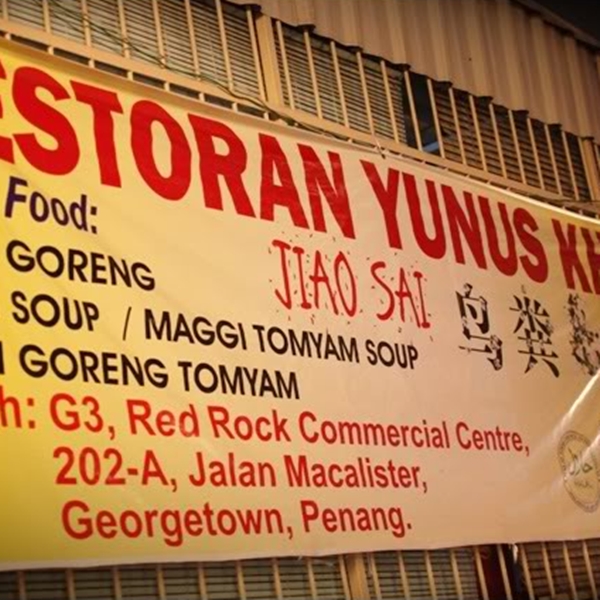 ESTORAN YUNUS KH
Food:
GORENG
JIAO SAI
鸟粪
SOUP / MAGGI TOMYAM SOUP
GORENG TOMYAM
h: G3, Red Rock Commercial Centre,
202-A, Jalan Macalister,
Georgetown, Penang.